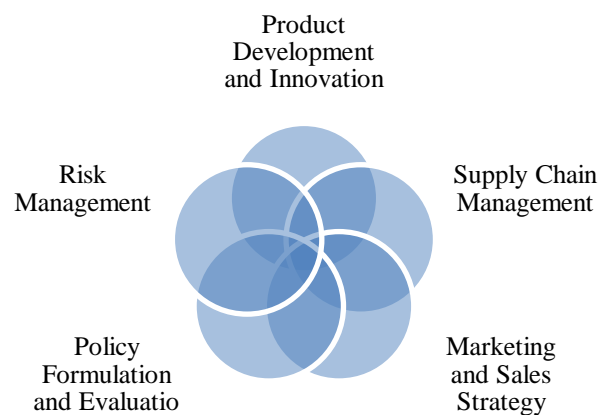 Product
Development
and Innovation
Risk
Management
Supply Chain
Management
Policy
Formulation
and Evaluatio
Marketing
and Sales
Strategy